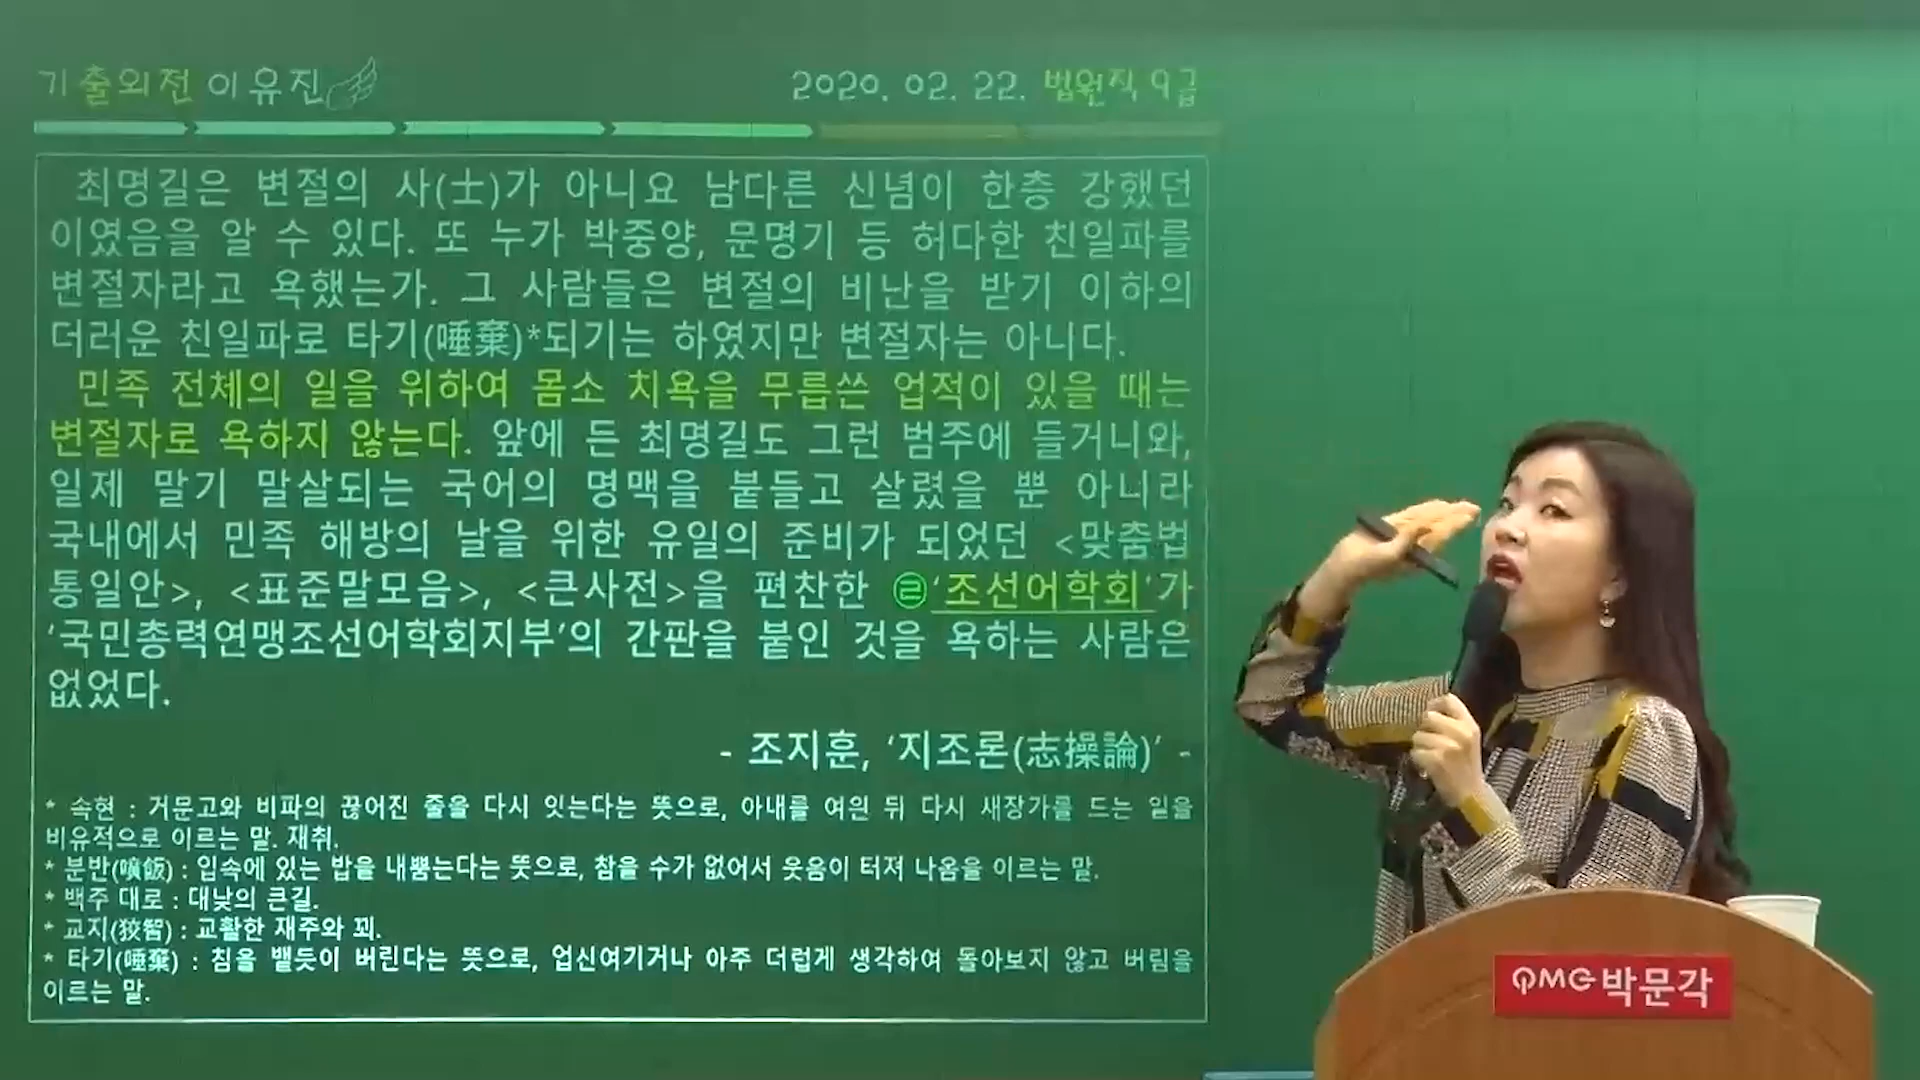 기출외전 이유진
2020. 02. 22. 법원직 9급
최명길은 변절의 사(士)가 아니요 남다른 신념이 한층 강했던
이였음을 알 수 있다. 또 누가 박중양, 문명기 등 허다한 친일파를
변절자라고 욕했는가. 그 사람들은 변절의 비난을 받기 이하의
더러운 친일파로 타기(唾棄)*되기는 하였지만 변절자는 아니다.
민족 전체의 일을 위하여 몸소 치욕을 무릅쓴 업적이 있을 때는
변절자로 욕하지 않는다. 앞에 든 최명길도 그런 범주에 들거니와,
일제 말기 말살되는 국어의 명맥을 붙들고 살렸을 뿐 아니라
국내에서 민족 해방의 날을 위한 유일의 준비가 되었던 <맞춤법
통일안>, <표준말모음>, <큰사전>을 편찬한 ㉣'조선어학회'가
'국민총력연맹조선어학회지부'의 간판을 붙인 것을 욕하는 사람은
없었다.
- 조지훈, '지조론(志操論)' -
* 속현 : 거문고와 비파의 끊어진 줄을 다시 잇는다는 뜻으로, 아내를 여읜 뒤 다시 새장가를 드는 일을
비유적으로 이르는 말. 재취.
* 분반(噴飯) : 입속에 있는 밥을 내뿜는다는 뜻으로, 참을 수가 없어서 웃음이 터져 나옴을 이르는 말.
* 백주 대로 : 대낮의 큰길.
* 교지(狡智) : 교활한 재주와 꾀.
* 타기(唾棄) : 침을 뱉듯이 버린다는 뜻으로, 업신여기거나 아주 더럽게 생각하여 돌아보지 않고 버림을
이르는 말.
PMG 박문각